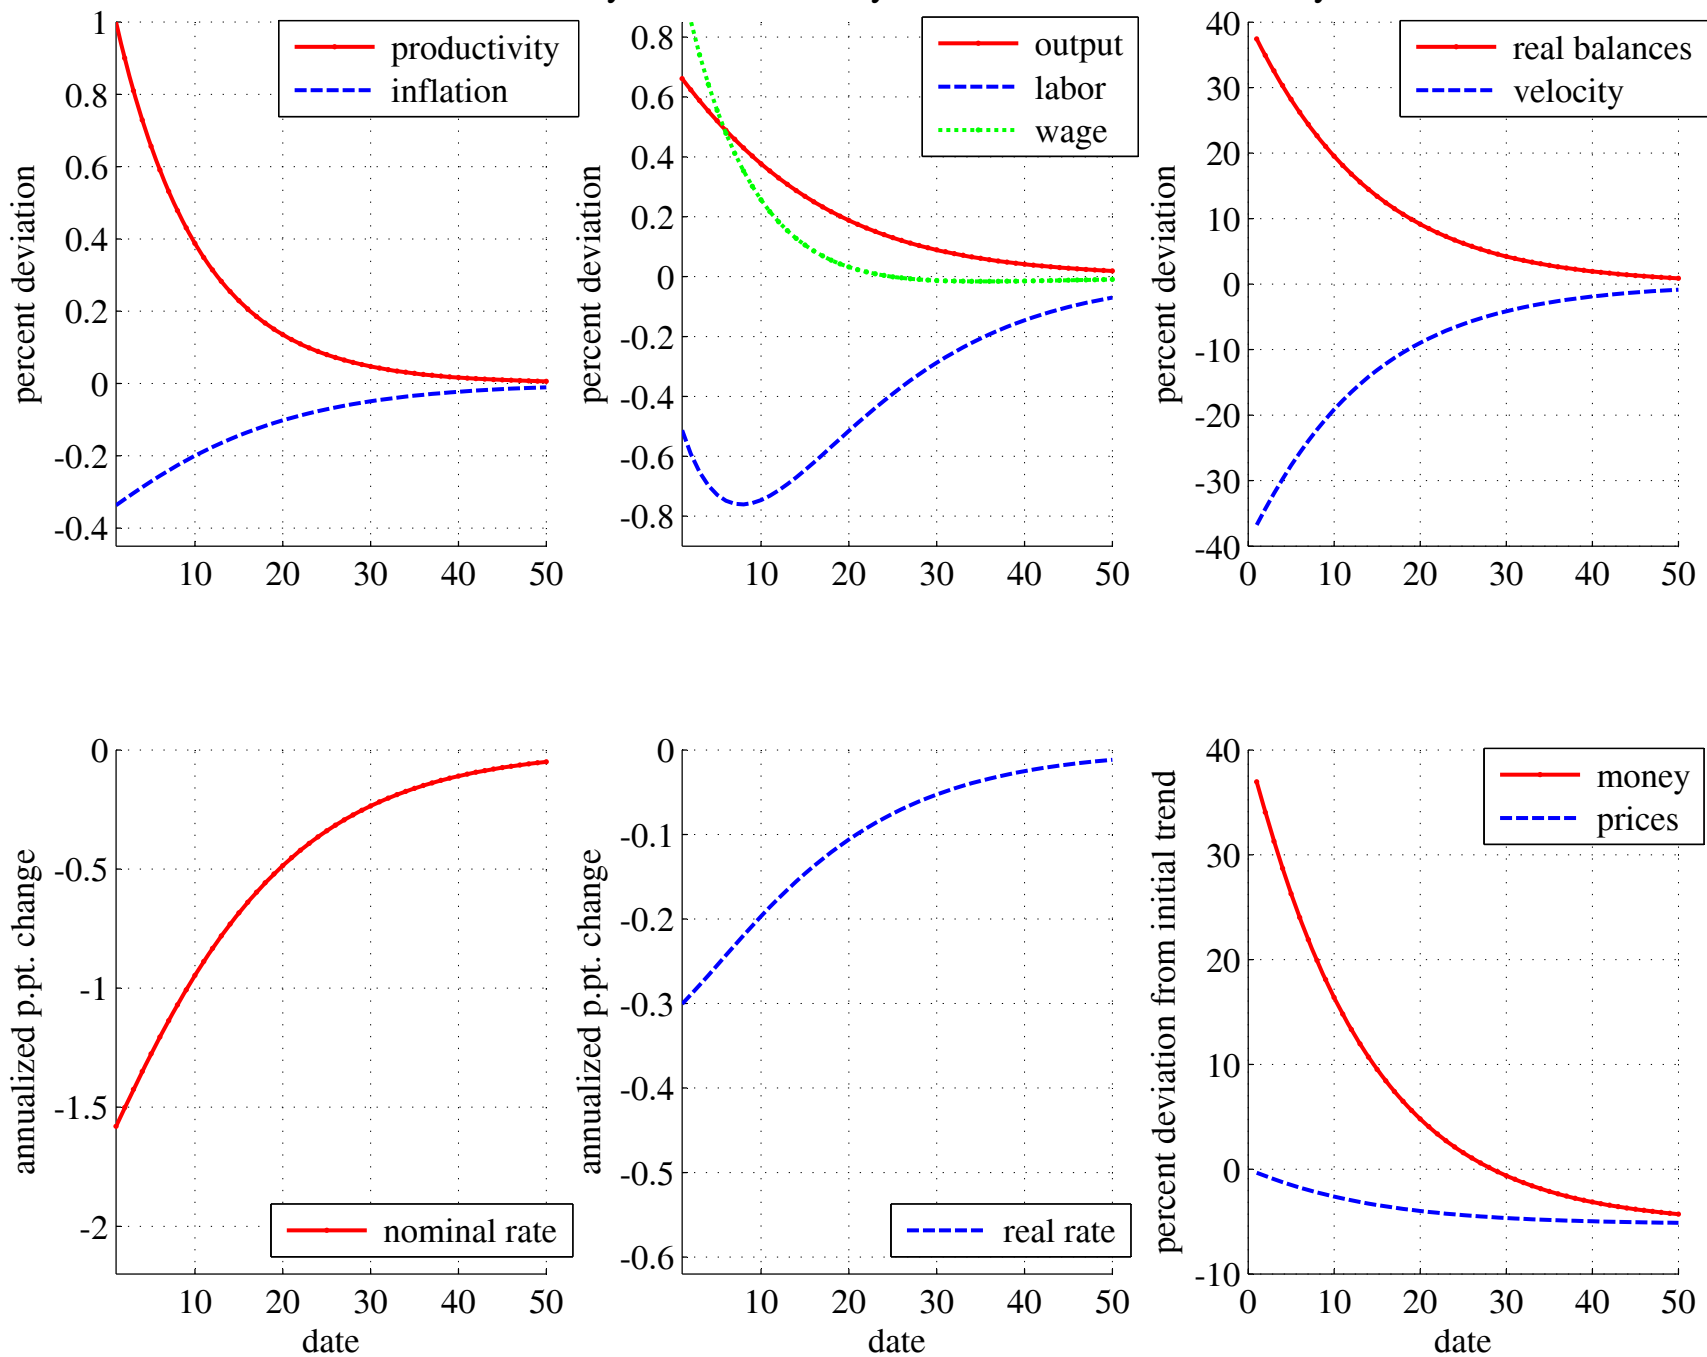 percent deviation
1
0.8
0.6
0.4
0.2
0
-0.2
-0.4
10 20 30 40 50
productivity
inflation
percent deviation
0.8
0.6
0.4
0.2
0
-0.2
-0.4
-0.6
-0.8
10 20 30 40 50
output
labor
wage
percent deviation
40
30
20
10
0
-10
-20
-30
-40
0 10 20 30 40 50
real balances
velocity
annualized p.pt. change
0
-0.5
-1
-1.5
-2
10 20 30 40 50
date
nominal rate
annualized p.pt. change
0
-0.1
-0.2
-0.3
-0.4
-0.5
-0.6
10 20 30 40 50
date
real rate
percent deviation from initial trend
40
30
20
10
0
-10
0 10 20 30 40 50
date
money
prices